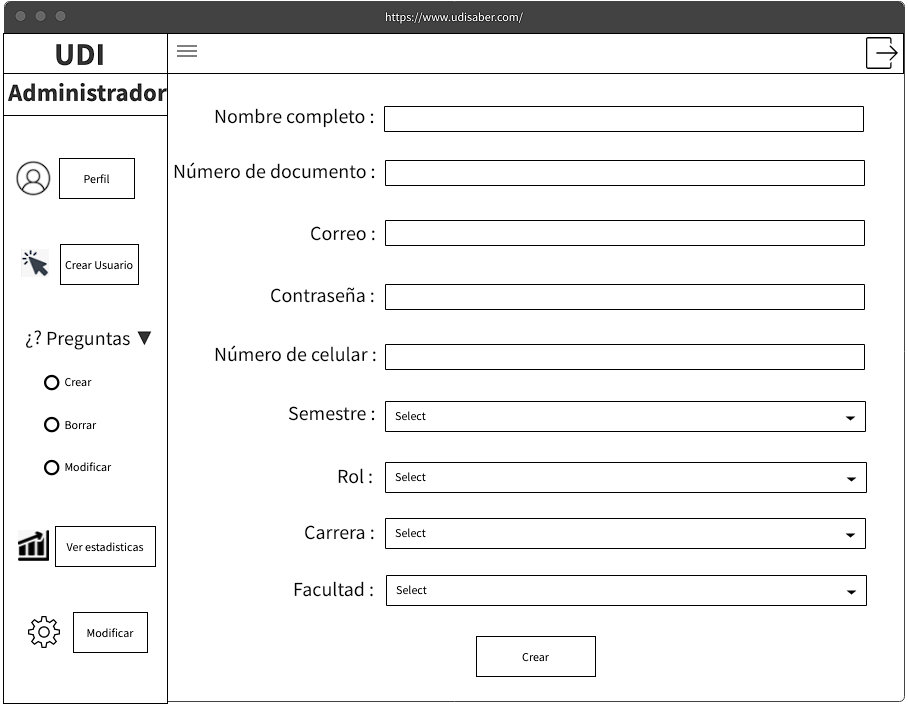 https://www.udisaber.com/
UDI
Administrador
Perfil
Crear Usuario
¿? Preguntas ▼
Crear
Borrar
Modificar
Ver estadisticas
Modificar
Nombre completo :
Número de documento :
Correo :
Contraseña :
Número de celular :
Semestre : Select
Rol : Select
Carrera : Select
Facultad : Select
Crear